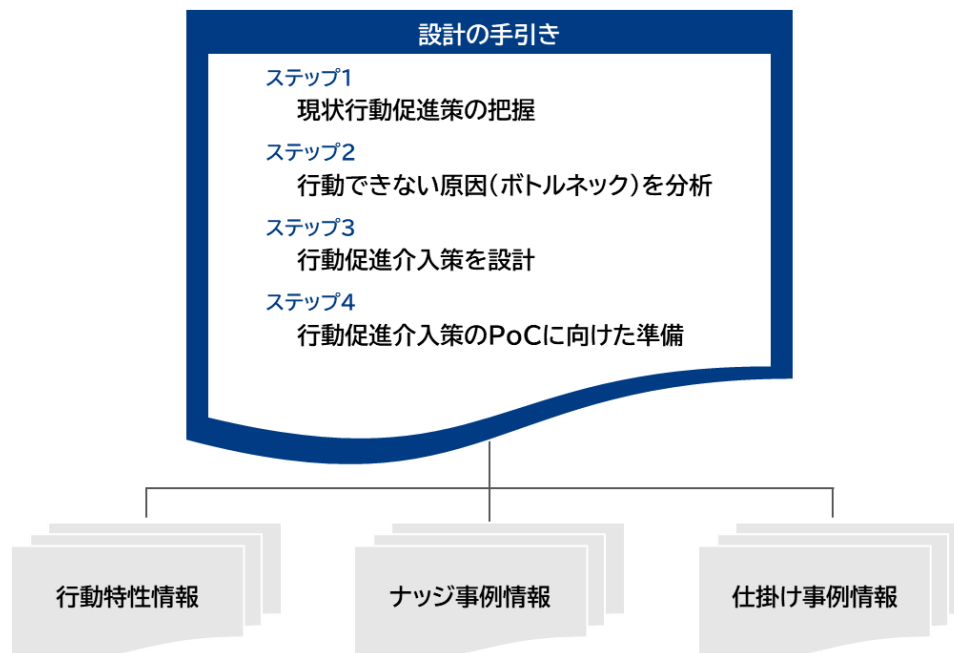 設計の手引き
ステップ1
現状行動促進策の把握
ステップ2
行動できない原因（ボトルネック）を分析
ステップ3
行動促進介入策を設計
ステップ4
行動促進介入策のPoCに向けた準備
行動特性情報
ナッジ事例情報
仕掛け事例情報